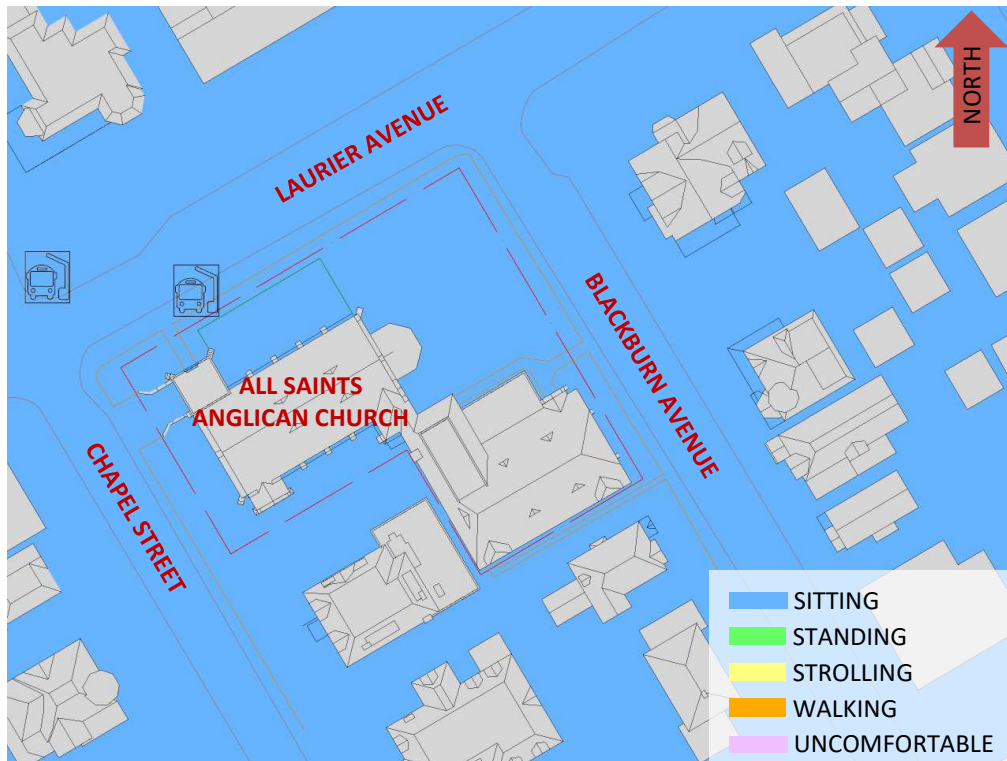 NORTH
LAURIER AVENUE
BLACKBURN AVENUE
ALL SAINTS
ANGLICAN CHURCH
CHAPEL STREET
SITTING
STANDING
STROLLING
WALKING
UNCOMFORTABLE